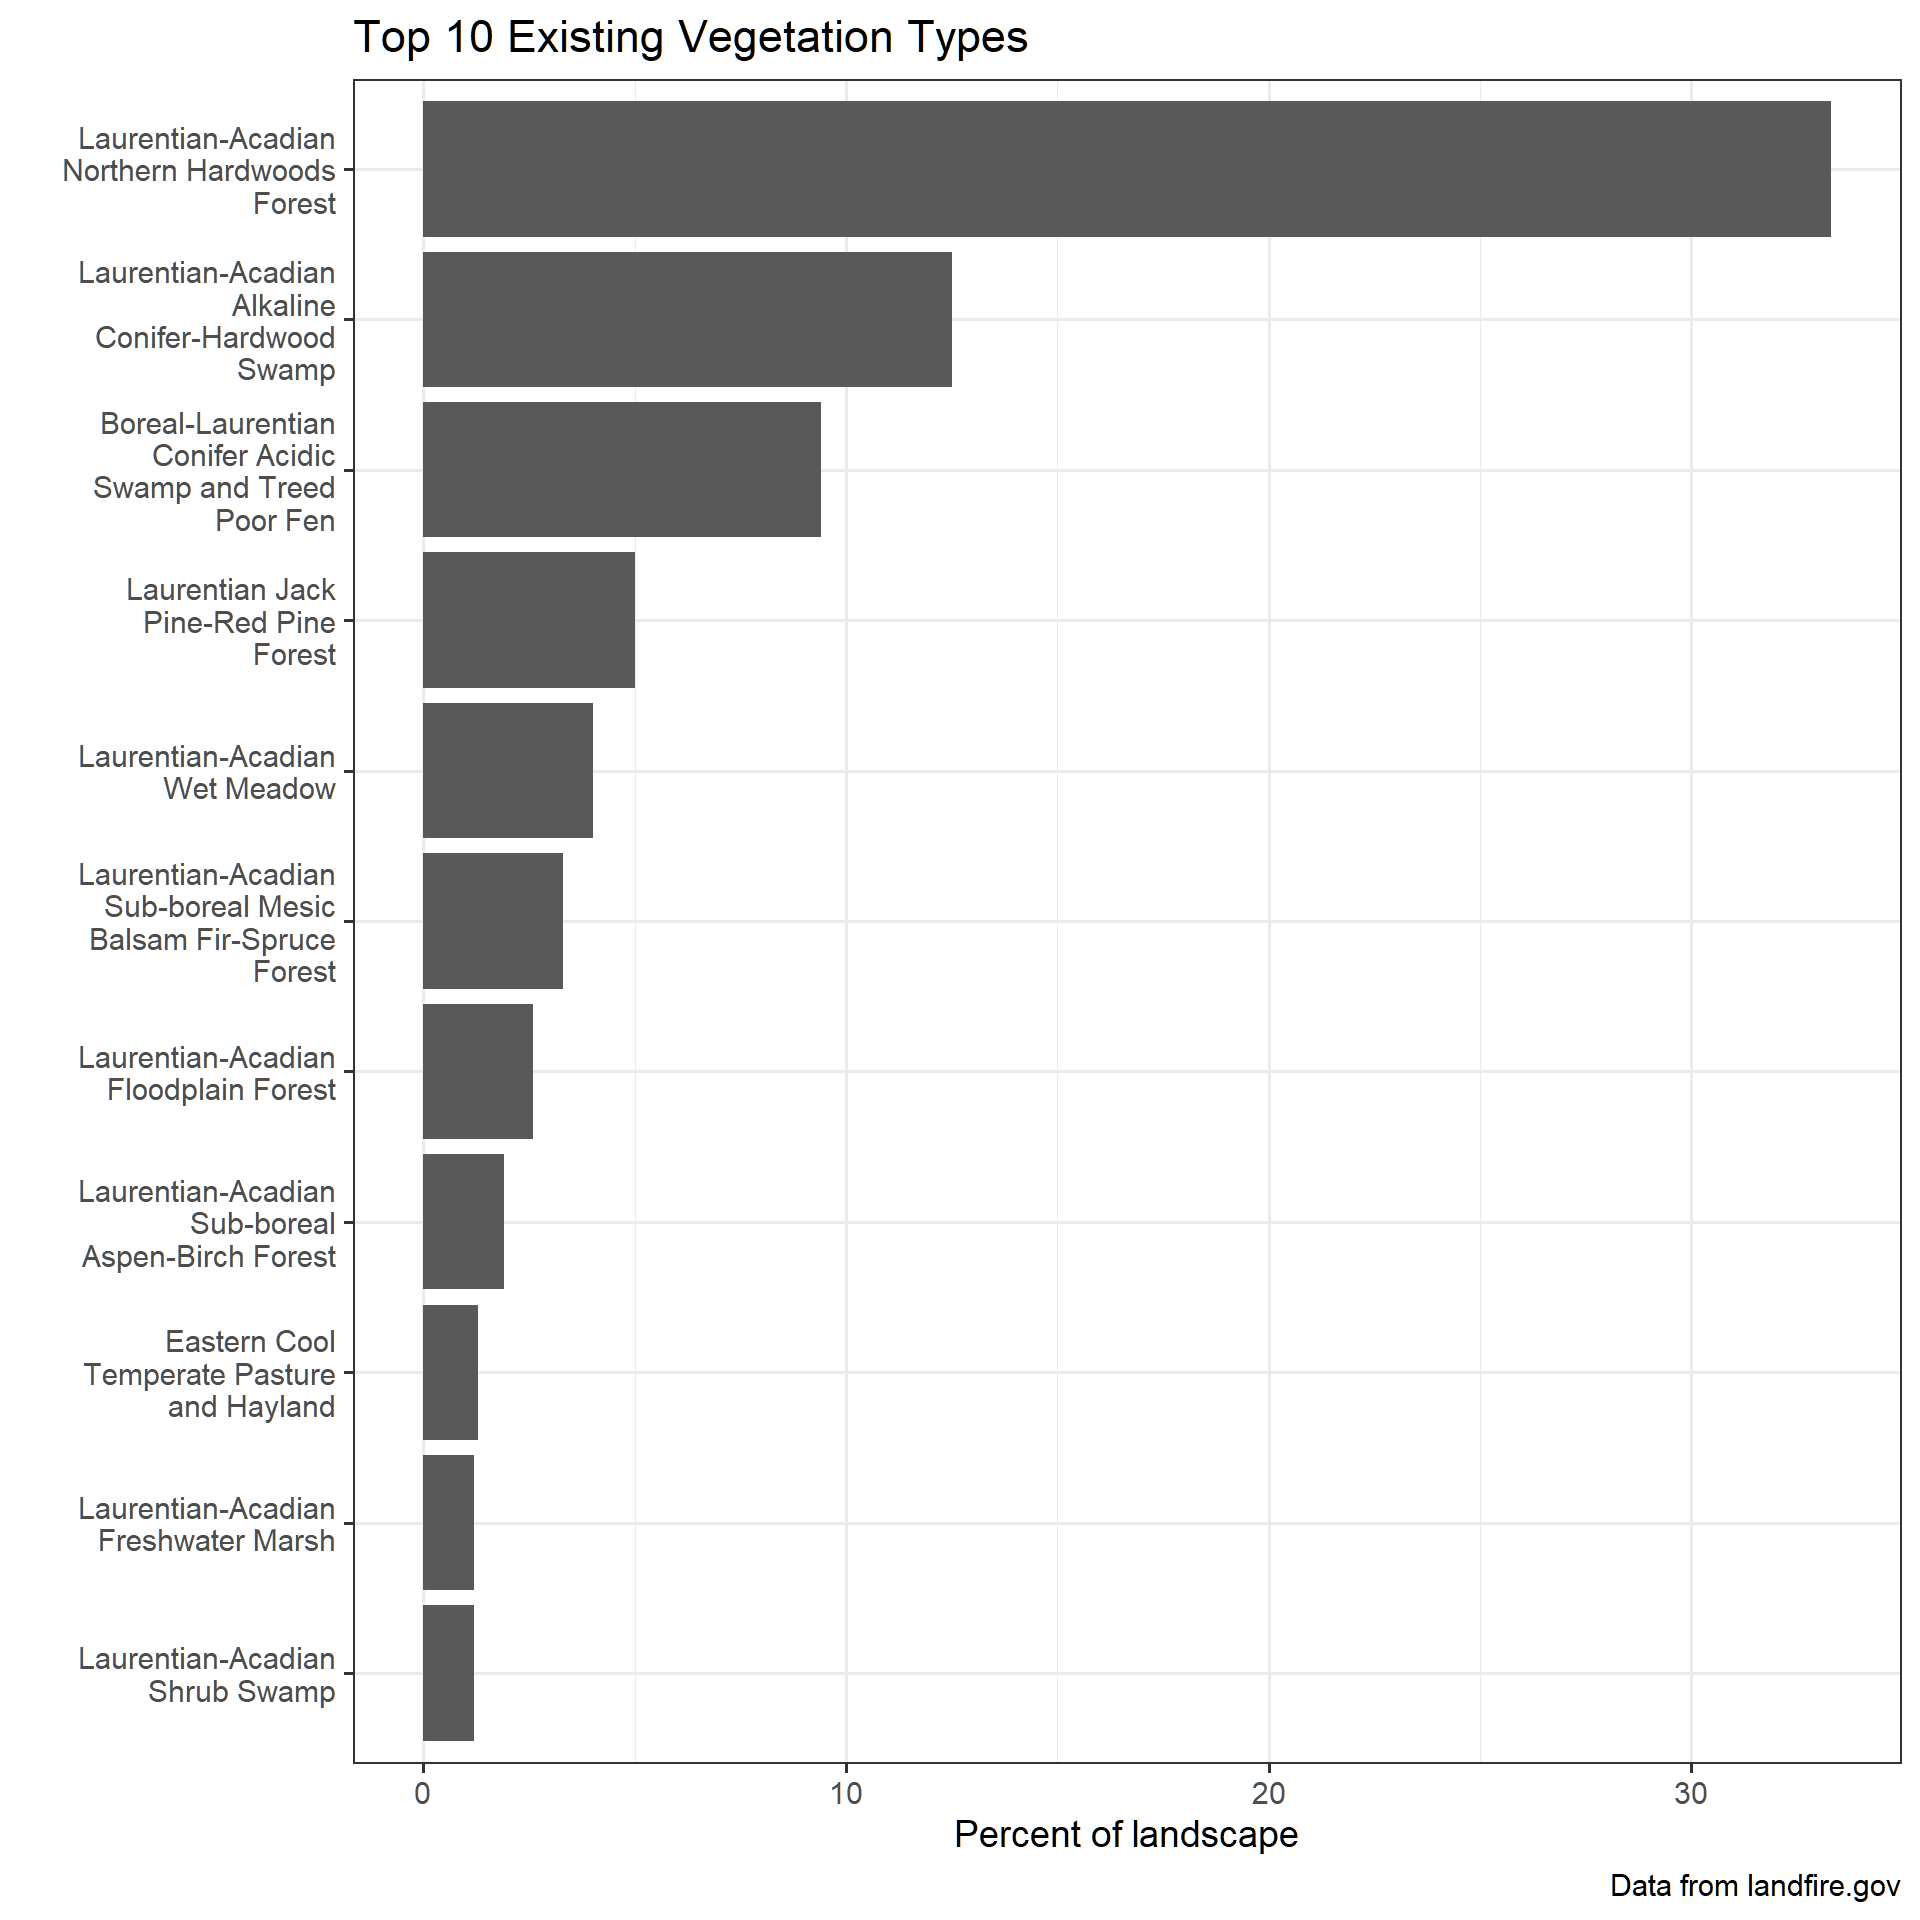 Top 10 Existing Vegetation Types
Laurentian-Acadian
Northern Hardwoods
Forest
Laurentian-Acadian
Alkaline
Conifer-Hardwood
Swamp
Boreal-Laurentian
Conifer Acidic
Swamp and Treed
Poor Fen
Laurentian Jack
Pine-Red Pine
Forest
Laurentian-Acadian
Wet Meadow
Laurentian-Acadian
Sub-boreal Mesic
Balsam Fir-Spruce
Forest
Laurentian-Acadian
Floodplain Forest
Laurentian-Acadian
Sub-boreal
Aspen-Birch Forest
Eastern Cool
Temperate Pasture
and Hayland
Laurentian-Acadian
Freshwater Marsh
Laurentian-Acadian
Shrub Swamp
0 10 20 30
Percent of landscape
Data from landfire.gov